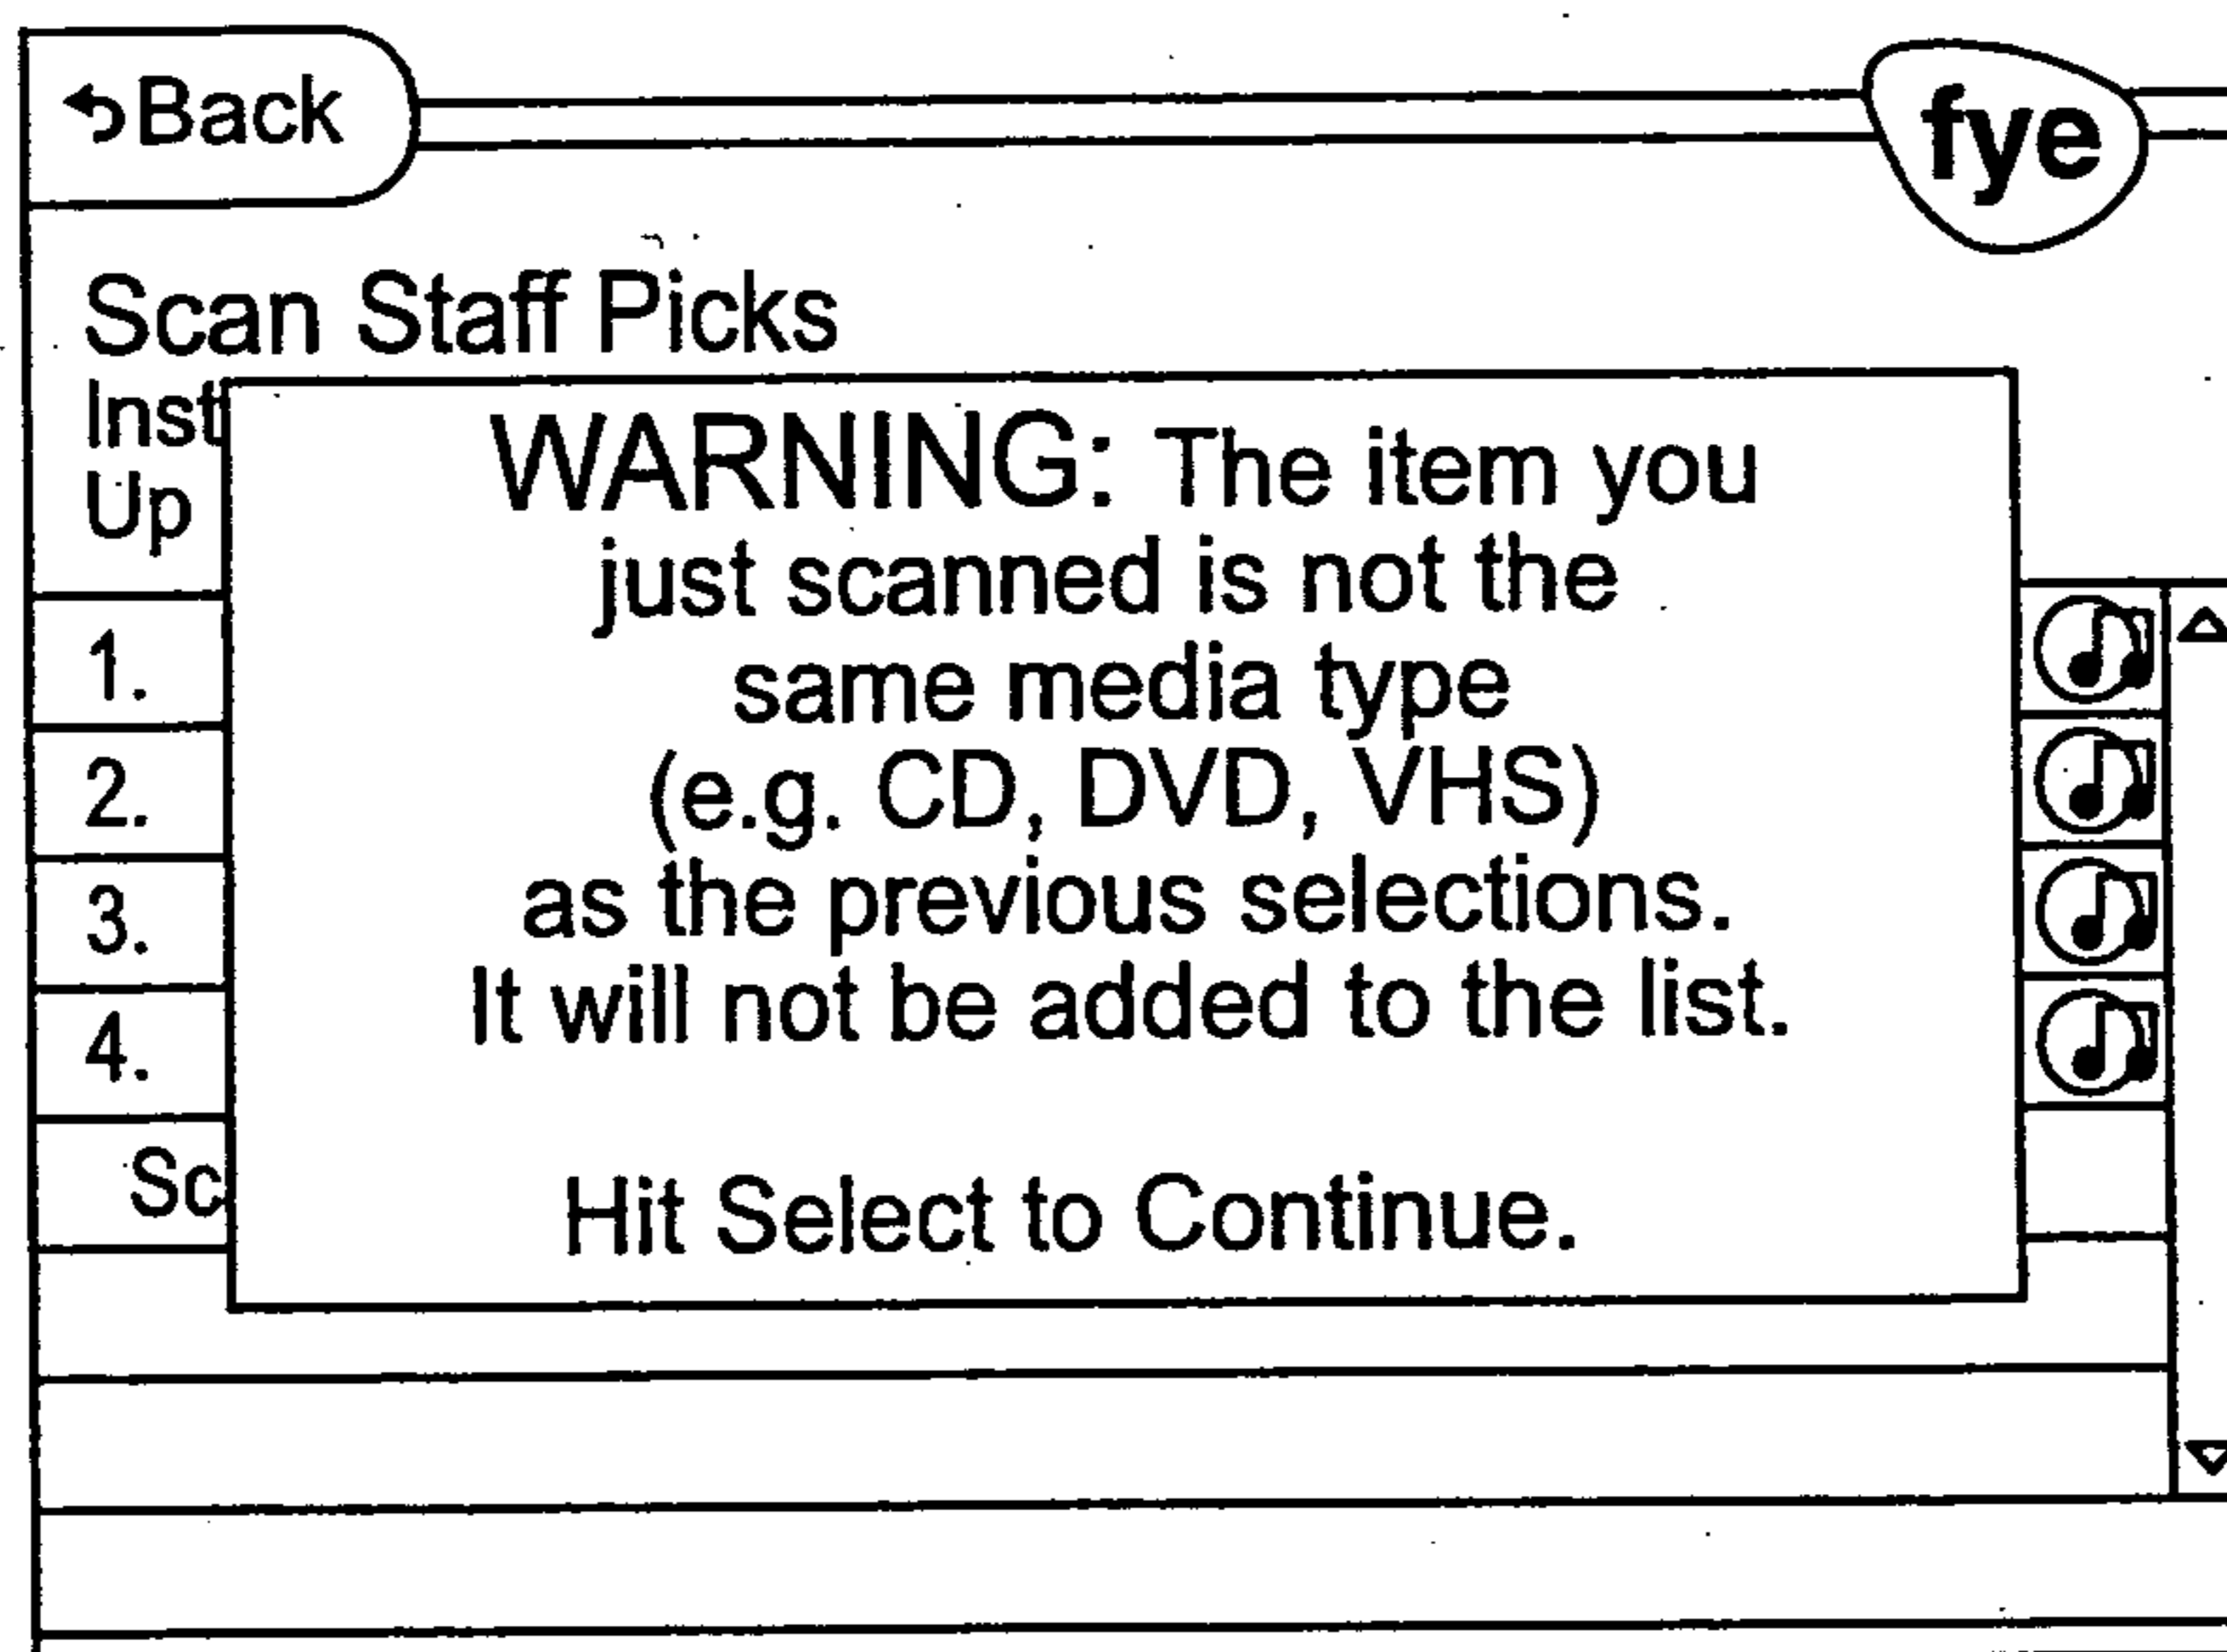 Back
fye
Scan Staff Picks
Inst
Up
WARNING: The item you
just scanned is not the
same media type
(e.g. CD, DVD, VHS)
as the previous selections.
It will not be added to the list.
Hit Select to Continue.
1.
2.
3.
4.
Sc